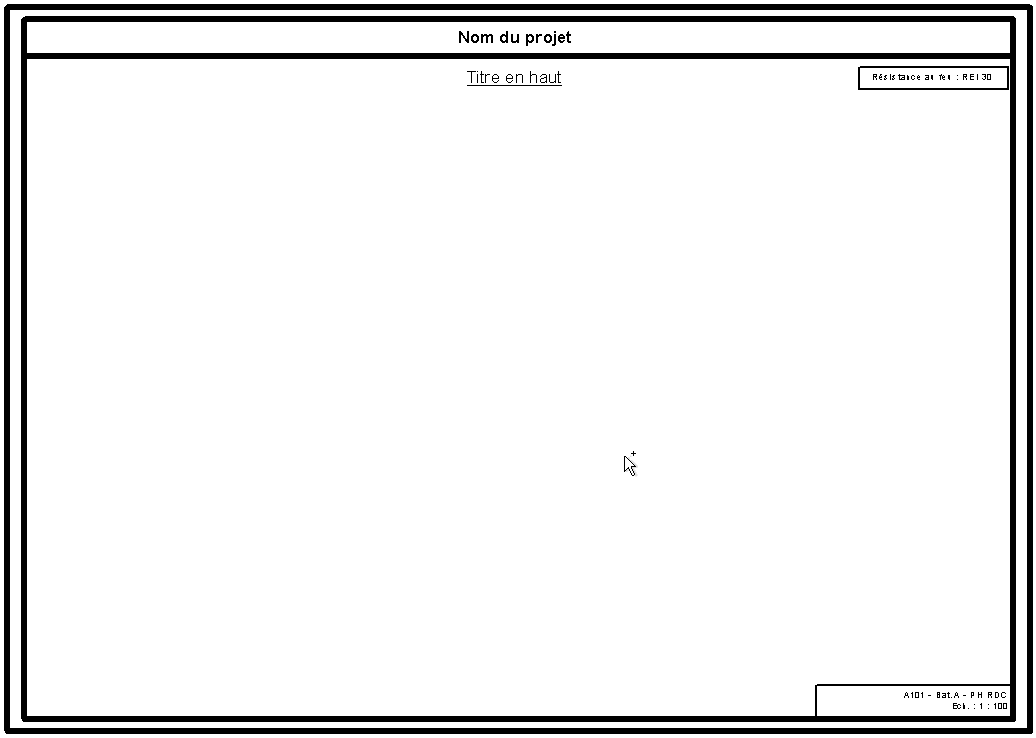 Nom du projet
Titre en haut
Résistance au feu : REI 30
A101 - Bat.A - PH RDC
Ech. : 1 : 100